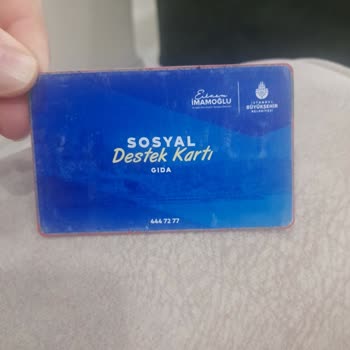 Ekrem
İMAMOĞLU
İSTANBUL
BÜYÜKŞEHİR
BELEDİYESİ
SOSYAL
Destek Kartı
GIDA
444 72 77